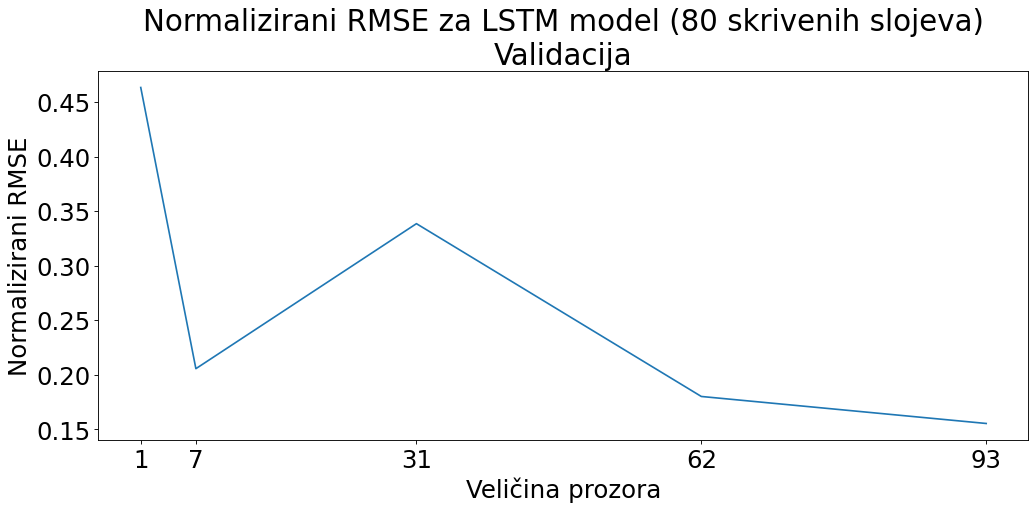 Normalizirani RMSE za LSTM model (80 skrivenih slojeva)
Validacija
Normalizirani RMSE
0.45
0.40
0.35
0.30
0.25
0.20
0.15
1 7 31 62 93
Veličina prozora